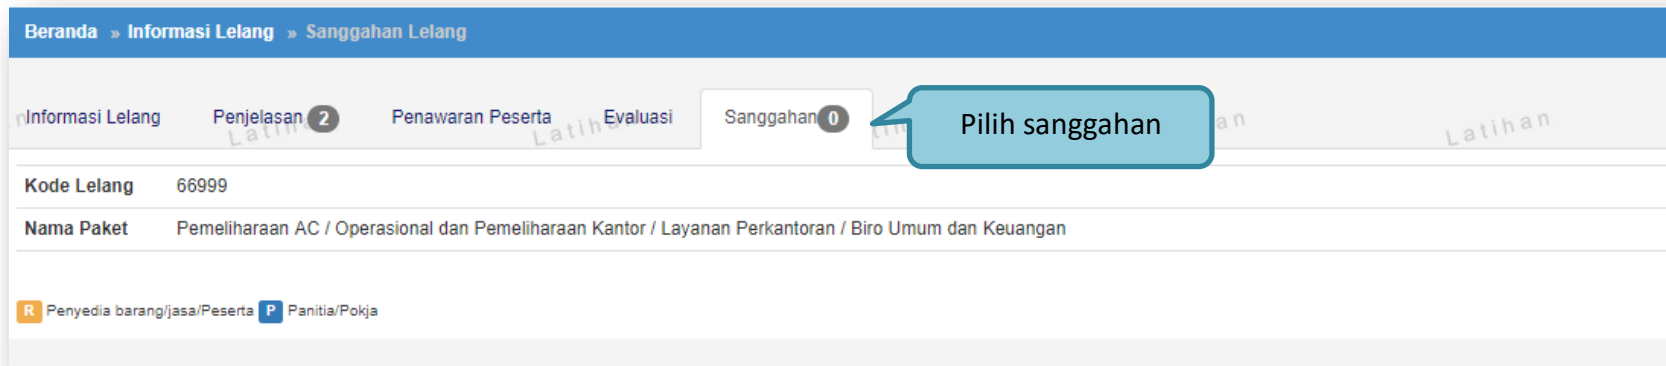 Beranda » Informasi Lelang » Sanggahan Lelang
Informasi Lelang Penjelasan 2 Penawaran Peserta Evaluasi Sanggahan 0 Pilih sanggahan
Latihan Latihan Latihan
Kode Lelang 66999
Nama Paket Pemeliharaan AC / Operasional dan Pemeliharaan Kantor / Layanan Perkantoran / Biro Umum dan Keuangan
R Penyedia barang/jasa/Peserta P Panitia/Pokja